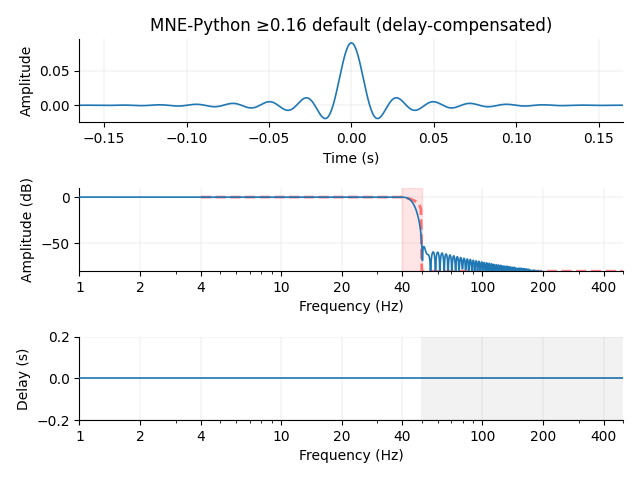 MNE-Python ≥0.16 default (delay-compensated)
Amplitude
0.05
0.00
−0.15 −0.10 −0.05 0.00 0.05 0.10 0.15
Time (s)
Amplitude (dB)
0
−50
1 2 4 10 20 40 100 200 400
Frequency (Hz)
Delay (s)
0.2
0.0
−0.2
1 2 4 10 20 40 100 200 400
Frequency (Hz)